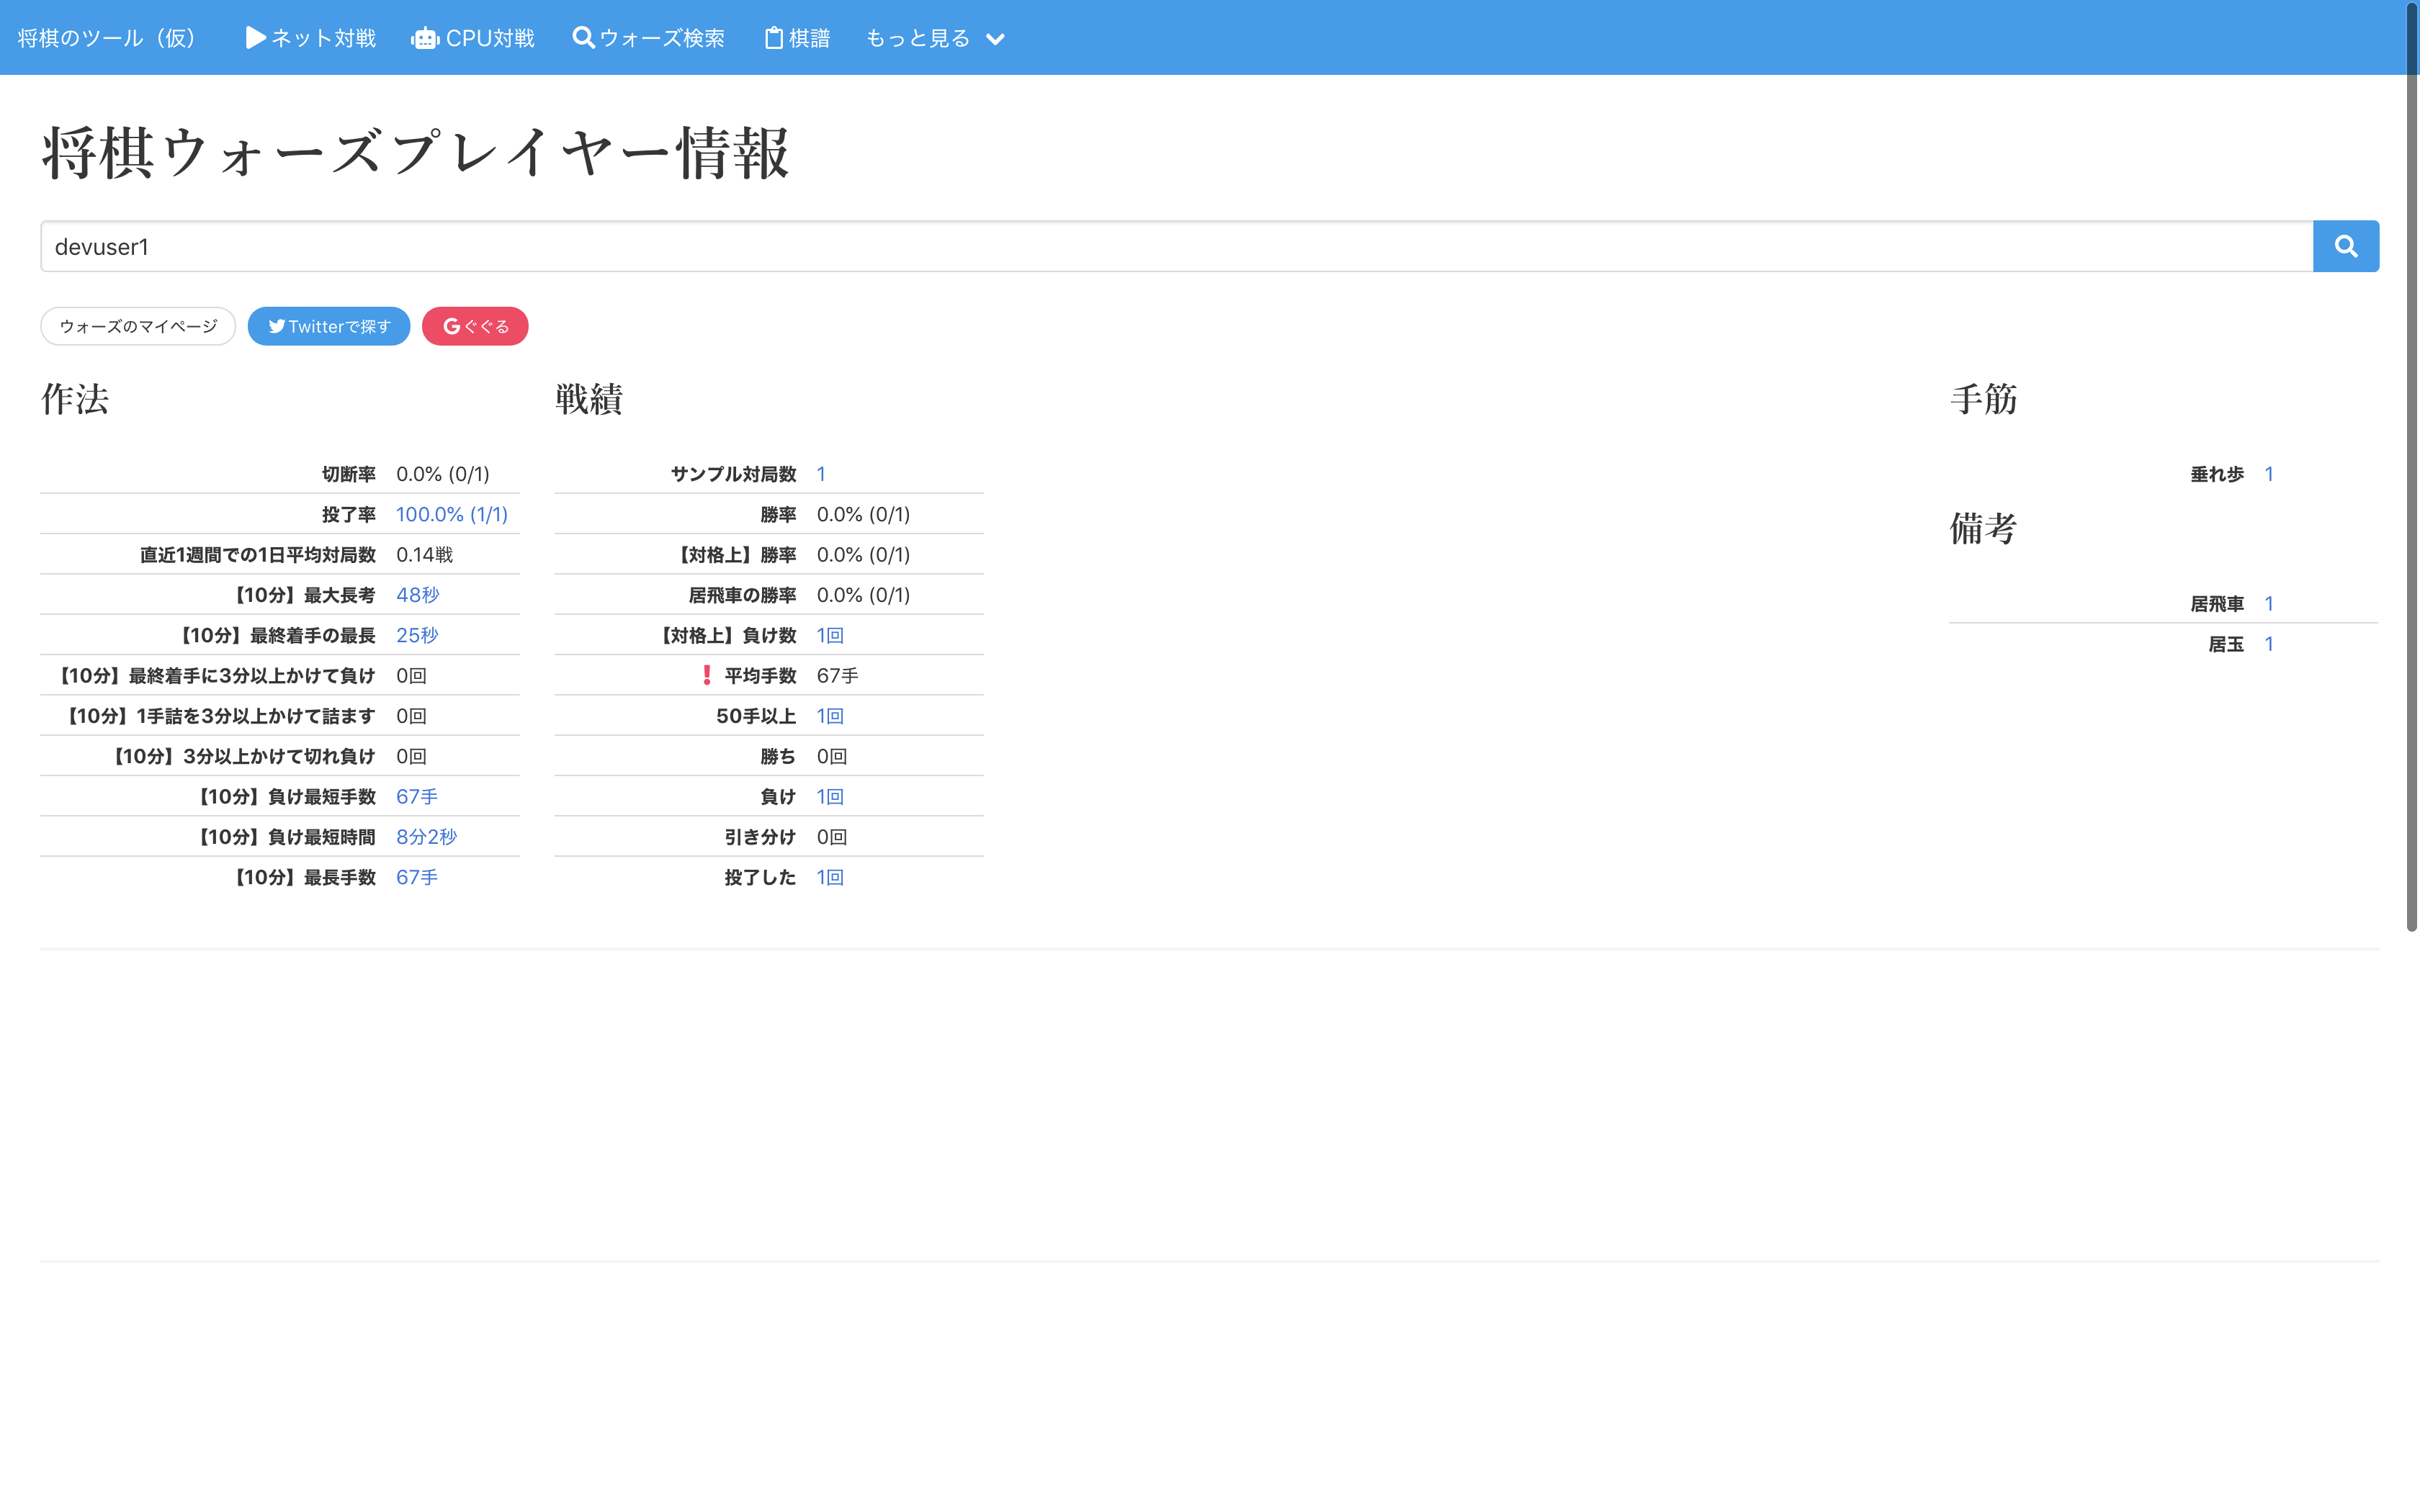 将棋のツール（仮） ネット対戦 CPU対戦 ウォーズ検索 棋譜 もっと見る
将棋ウォーズプレイヤー情報
devuser1
ウォーズのマイページ Twitterで探す ぐぐる
作法
切断率 0.0% (0/1)
投了率 100.0% (1/1)
直近1週間での1日平均対局数 0.14戦
【10分】最大長考 48秒
【10分】最終着手の最長 25秒
【10分】最終着手に3分以上かけて負け 0回
【10分】1手詰を3分以上かけて詰ます 0回
【10分】3分以上かけて切れ負け 0回
【10分】負け最短手数 67手
【10分】負け最短時間 8分2秒
【10分】最長手数 67手
戦績
サンプル対局数 1
勝率 0.0% (0/1)
【対格上】勝率 0.0% (0/1)
居飛車の勝率 0.0% (0/1)
【対格上】負け数 1回
平均手数 67手
50手以上 1回
勝ち 0回
負け 1回
引き分け 0回
投了した 1回
手筋
垂れ歩 1
備考
居飛車 1
居玉 1